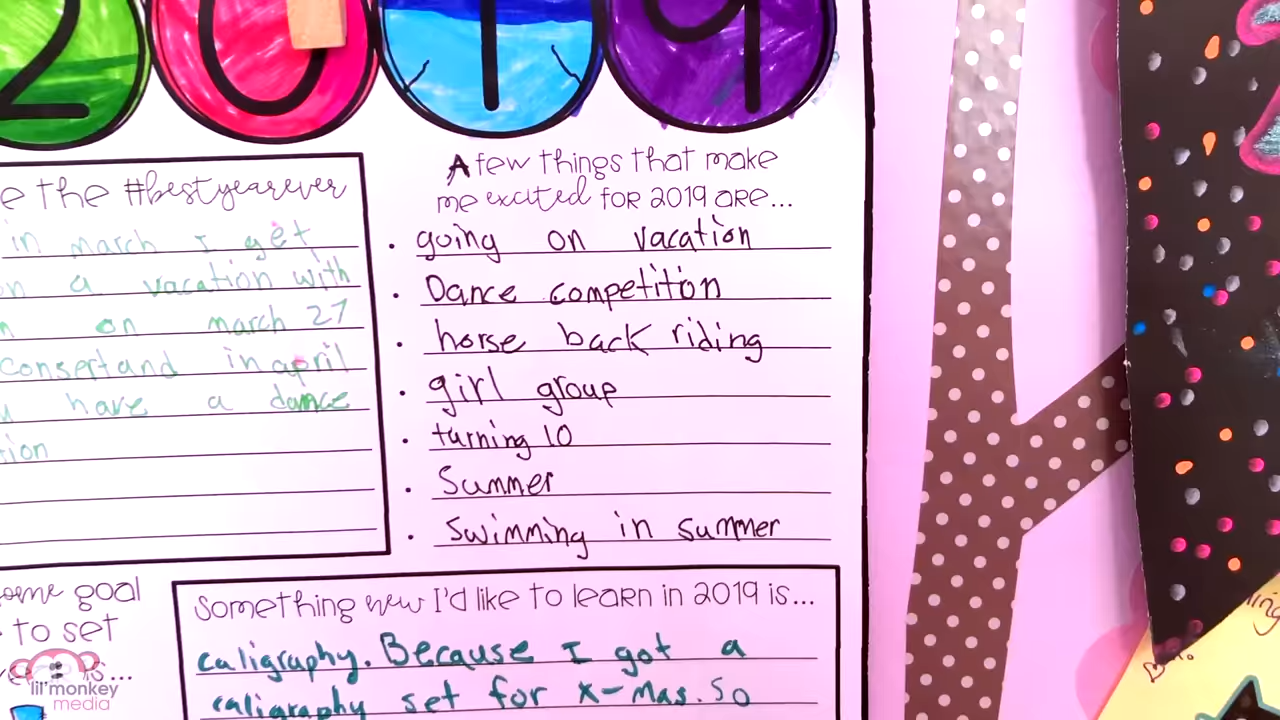 2019
e the #bestyearever
in march I get
on a vacation with
n on march 27
consertand in april
u have a dance
tion
A few things that make
me excited for 2019 are...
• going on vacation
• Dance competition
• horse back riding
• girl group
• turning 10
• Summer
• Swimming in summer
ome goal
to set
s...
Something new I'd like to learn in 2019 is...
caligraphy. Because I got a
caligraphy set for x-mas. So
lil' monkey
media